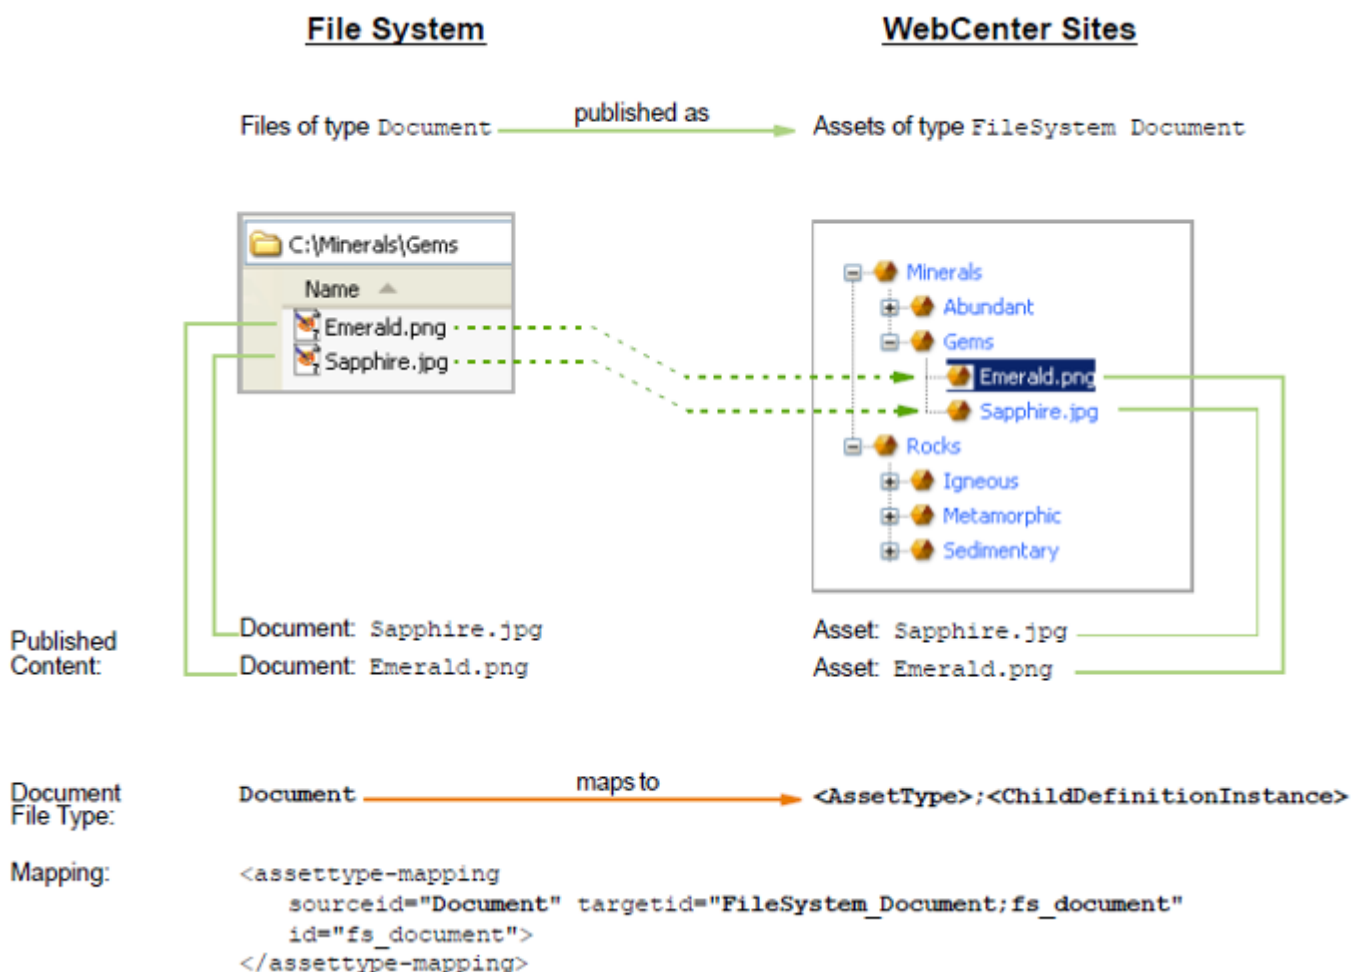 File System
WebCenter Sites
Files of type Document
published as
Assets of type FileSystem Document
C:\Minerals\Gems
Name
Emerald.png
Sapphire.jpg
Minerals
Abundant
Gems
Emerald.png
Sapphire.jpg
Rocks
Igneous
Metamorphic
Sedimentary
Published
Content:
Document: Sapphire.jpg
Document: Emerald.png
Asset: Sapphire.jpg
Asset: Emerald.png
Document
File Type:
Document
maps to
<AssetType>;<ChildDefinitionInstance>
Mapping:
<assettype-mapping
sourceid="Document" targetid="FileSystem_Document;fs_document"
id="fs_document">
</assettype-mapping>